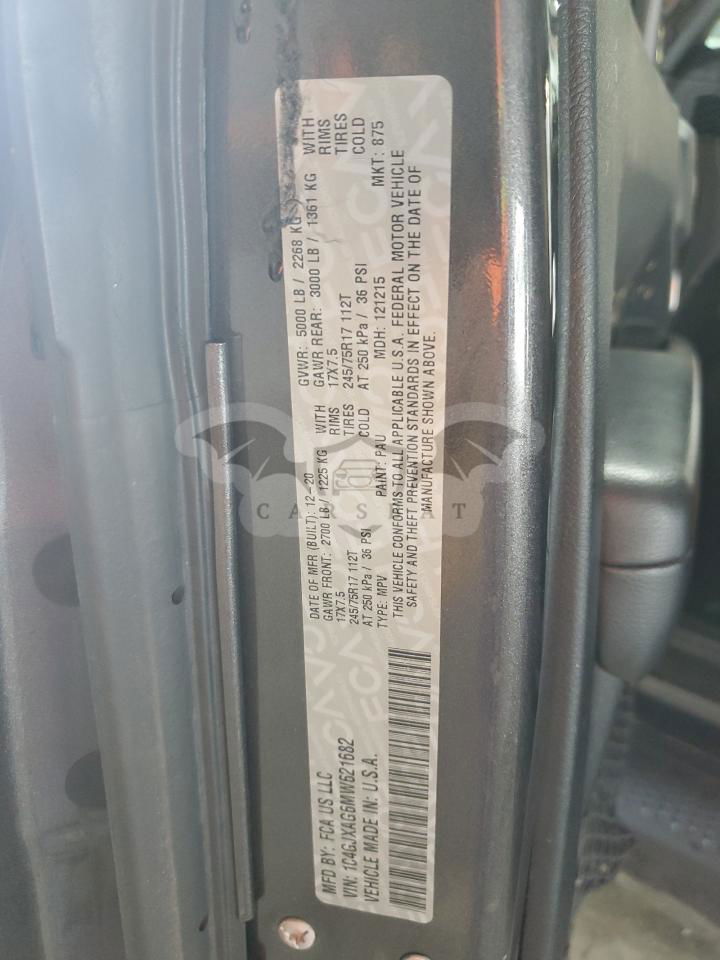 MFD BY: FCA US LLC
VIN: 1C4GJXAG6MW621682
VEHICLE MADE IN: U.S.A.
DATE OF MFR (BUILT): 12-20 GVWR: 5000 LB / 2268 KG
GAWR FRONT: 2700 LB / 1225 KG WITH GAWR REAR: 3000 LB / 1361 KG WITH
17X7.5 RIMS 17X7.5 RIMS
245/75R17 112T TIRES 245/75R17 112T TIRES
AT 250 kPa / 36 PSI COLD AT 250 kPa / 36 PSI COLD
TYPE: MPV PAINT: PAU MDH: 121215 MKT: 875
THIS VEHICLE CONFORMS TO ALL APPLICABLE U.S.A. FEDERAL MOTOR VEHICLE
SAFETY AND THEFT PREVENTION STANDARDS IN EFFECT ON THE DATE OF
MANUFACTURE SHOWN ABOVE.
CARSEAT